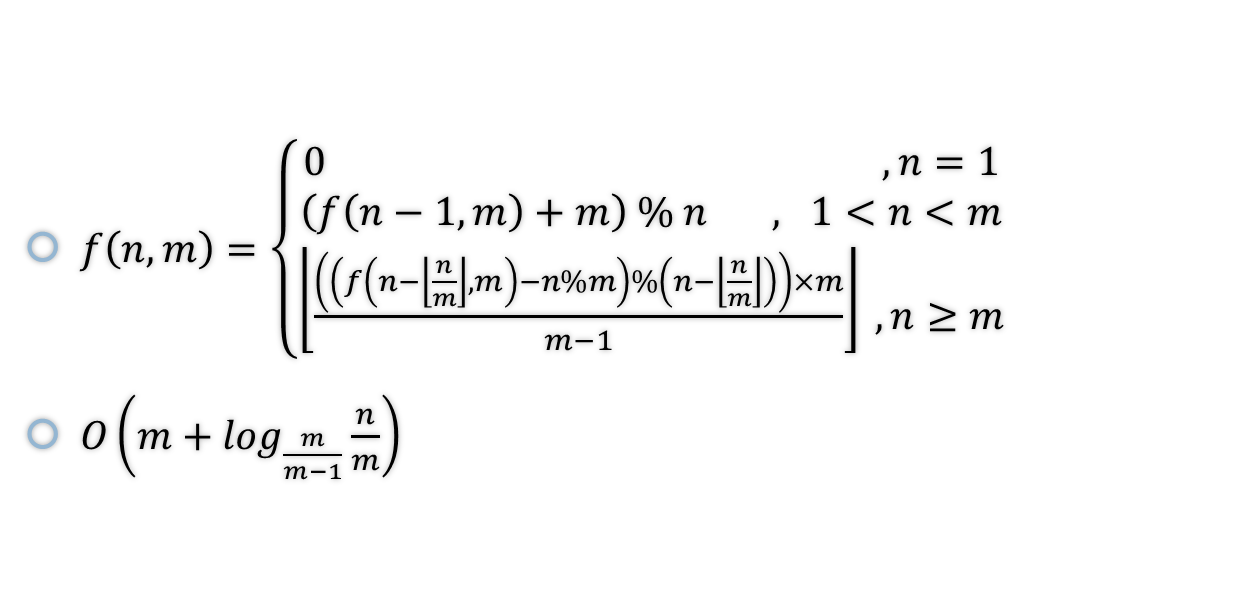 f(n, m) = { 0 , n = 1
(f(n − 1, m) + m) % n , 1 < n < m
⌊((f(n−⌊n/m⌋,m)−n%m)%(n−⌊n/m⌋))×m / m−1⌋ , n ≥ m
O(m + log_{m/m−1} n/m)